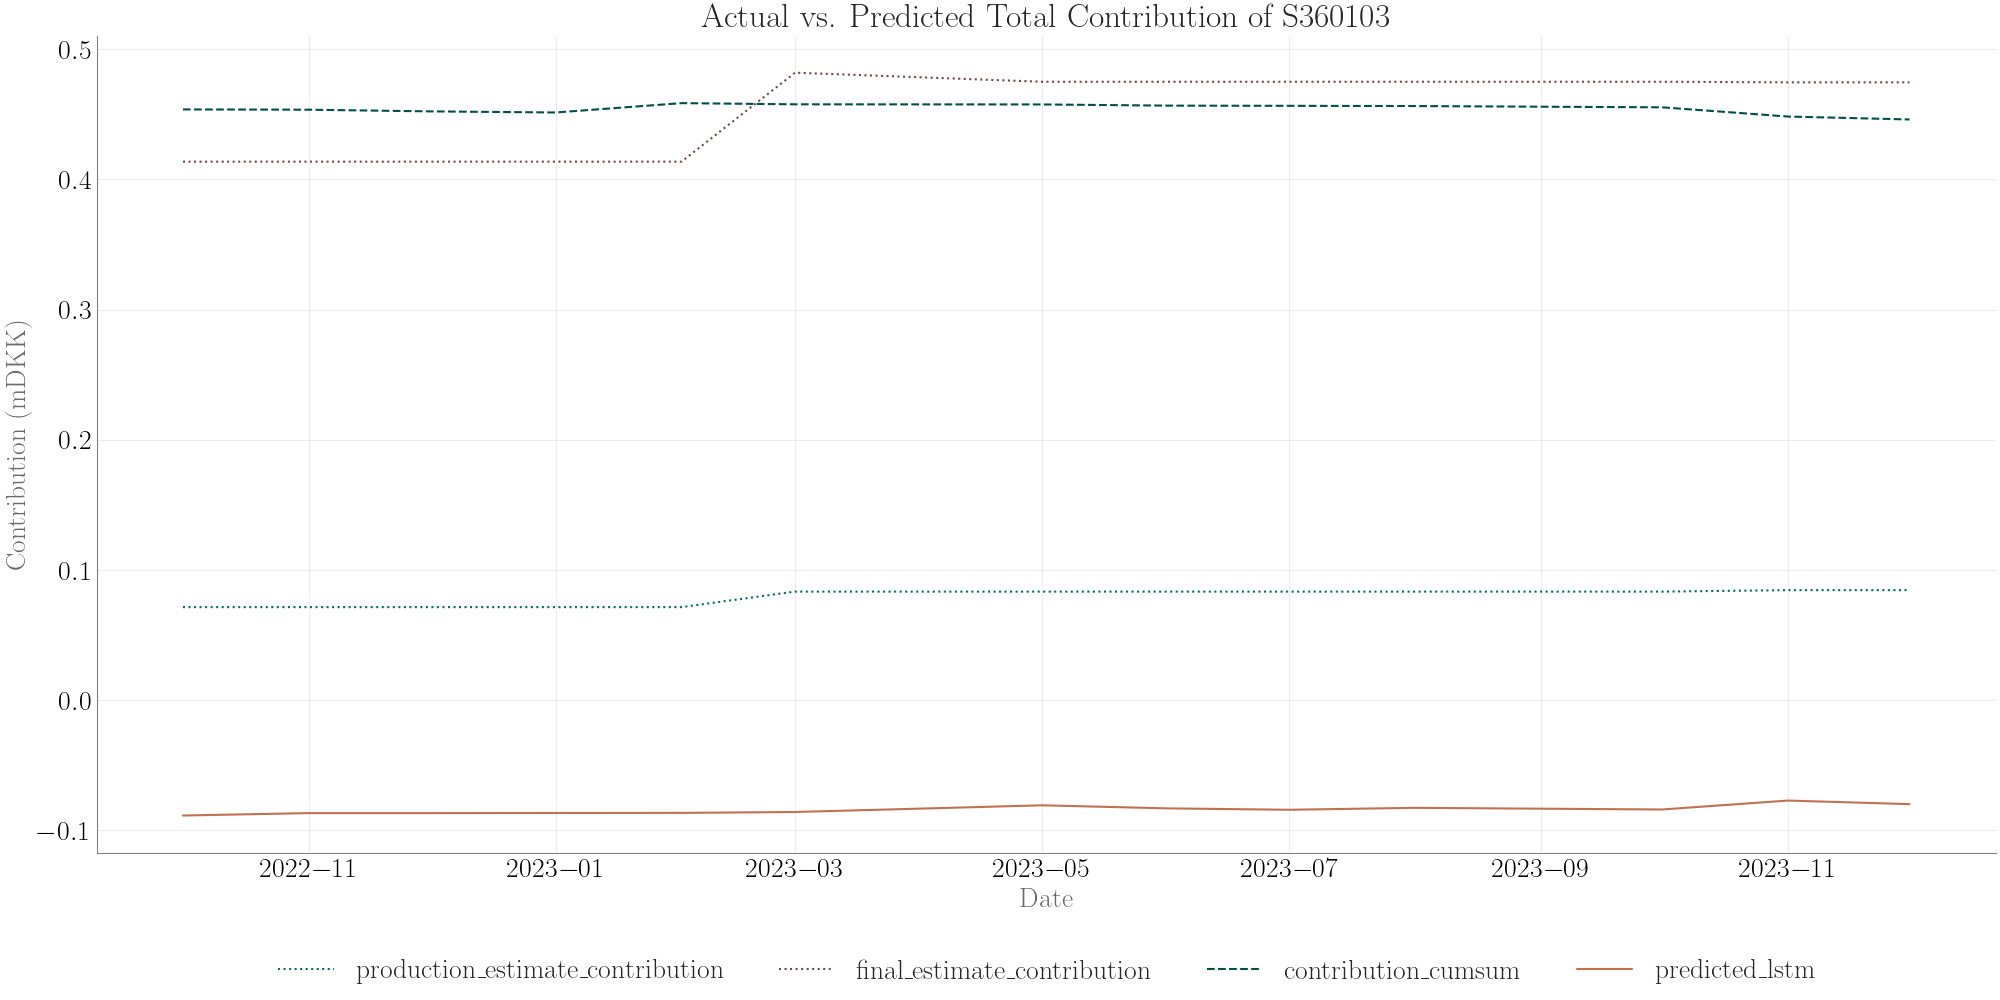 Actual vs. Predicted Total Contribution of S360103
0.5
0.4
0.3
0.2
0.1
0.0
−0.1
Contribution (mDKK)
2022−11 2023−01 2023−03 2023−05 2023−07 2023−09 2023−11
Date
production_estimate_contribution final_estimate_contribution contribution_cumsum predicted_lstm